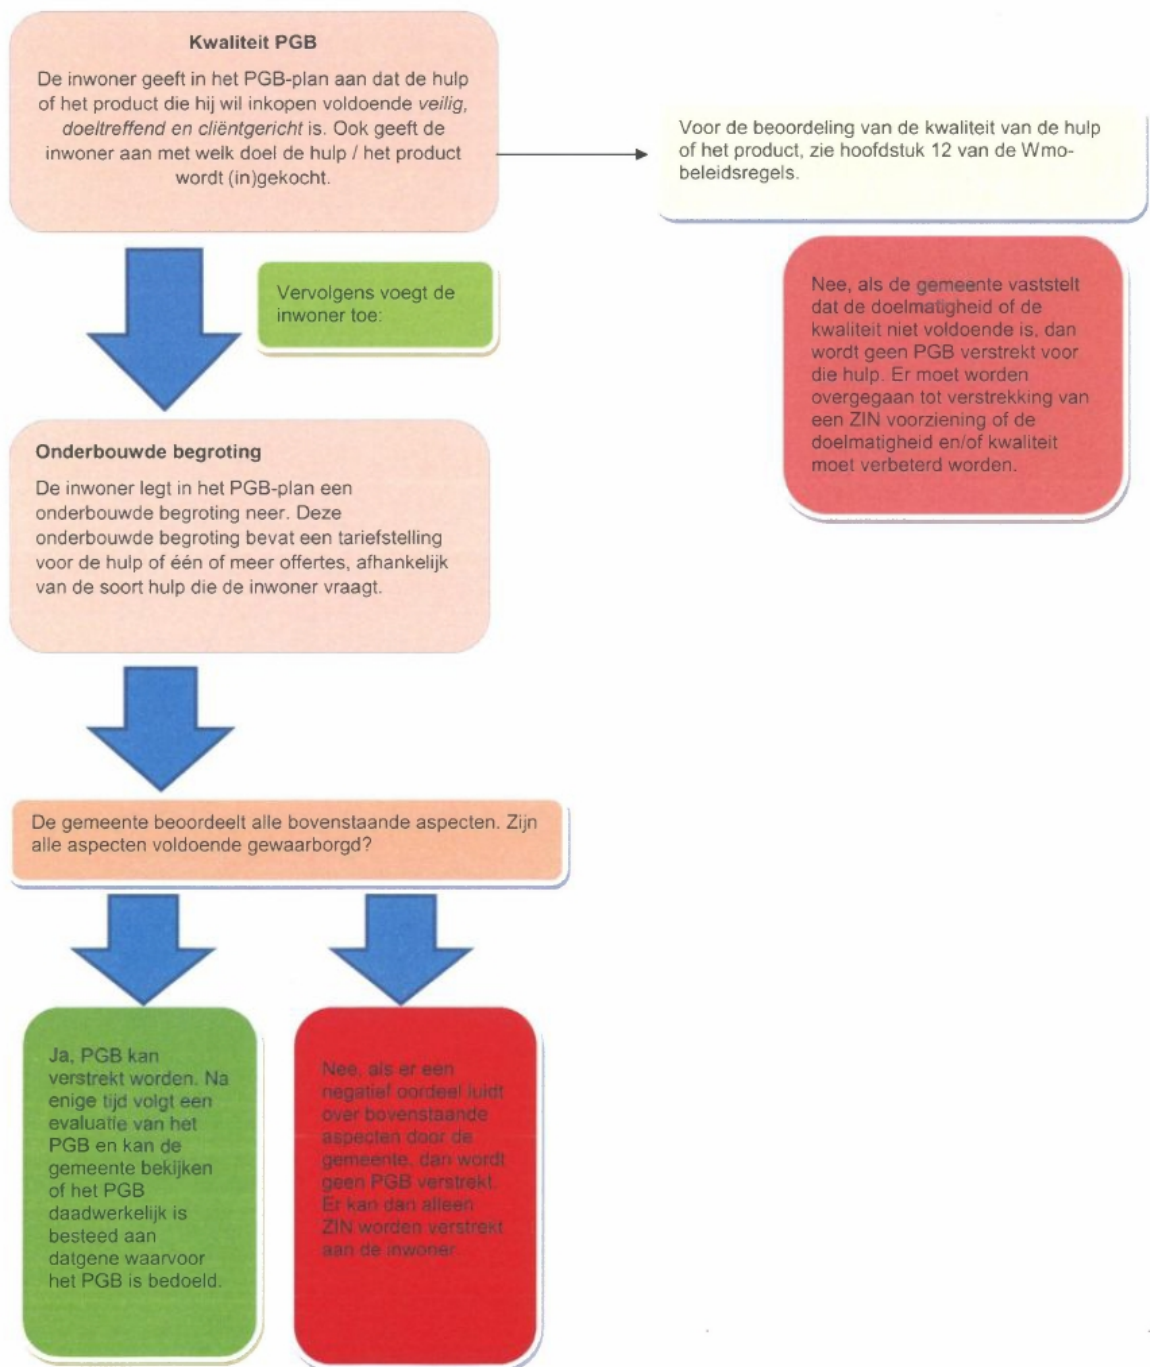 Kwaliteit PGB
De inwoner geeft in het PGB-plan aan dat de hulp
of het product die hij wil inkopen voldoende veilig,
doeltreffend en cliëntgericht is. Ook geeft de
inwoner aan met welk doel de hulp / het product
wordt (in)gekocht.
Voor de beoordeling van de kwaliteit van de hulp
of het product, zie hoofdstuk 12 van de Wmo-
beleidsregels.
Nee, als de gemeente vaststelt
dat de doelmatigheid of de
kwaliteit niet voldoende is, dan
wordt geen PGB verstrekt voor
die hulp. Er moet worden
overgegaan tot verstrekking van
een ZIN voorziening of de
doelmatigheid en/of kwaliteit
moet verbeterd worden.
Vervolgens voegt de
inwoner toe:
Onderbouwde begroting
De inwoner legt in het PGB-plan een
onderbouwde begroting neer. Deze
onderbouwde begroting bevat een tariefstelling
voor de hulp of één of meer offertes, afhankelijk
van de soort hulp die de inwoner vraagt.
De gemeente beoordeelt alle bovenstaande aspecten. Zijn
alle aspecten voldoende gewaarborgd?
Ja, PGB kan
verstrekt worden. Na
enige tijd volgt een
evaluatie van het
PGB en kan de
gemeente bekijken
of het PGB
daadwerkelijk is
besteed aan
datgene waarvoor
het PGB is bedoeld.
Nee, als er een
negatief oordeel luidt
over bovenstaande
aspecten door de
gemeente, dan wordt
geen PGB verstrekt.
Er kan dan alleen
ZIN worden verstrekt
aan de inwoner.